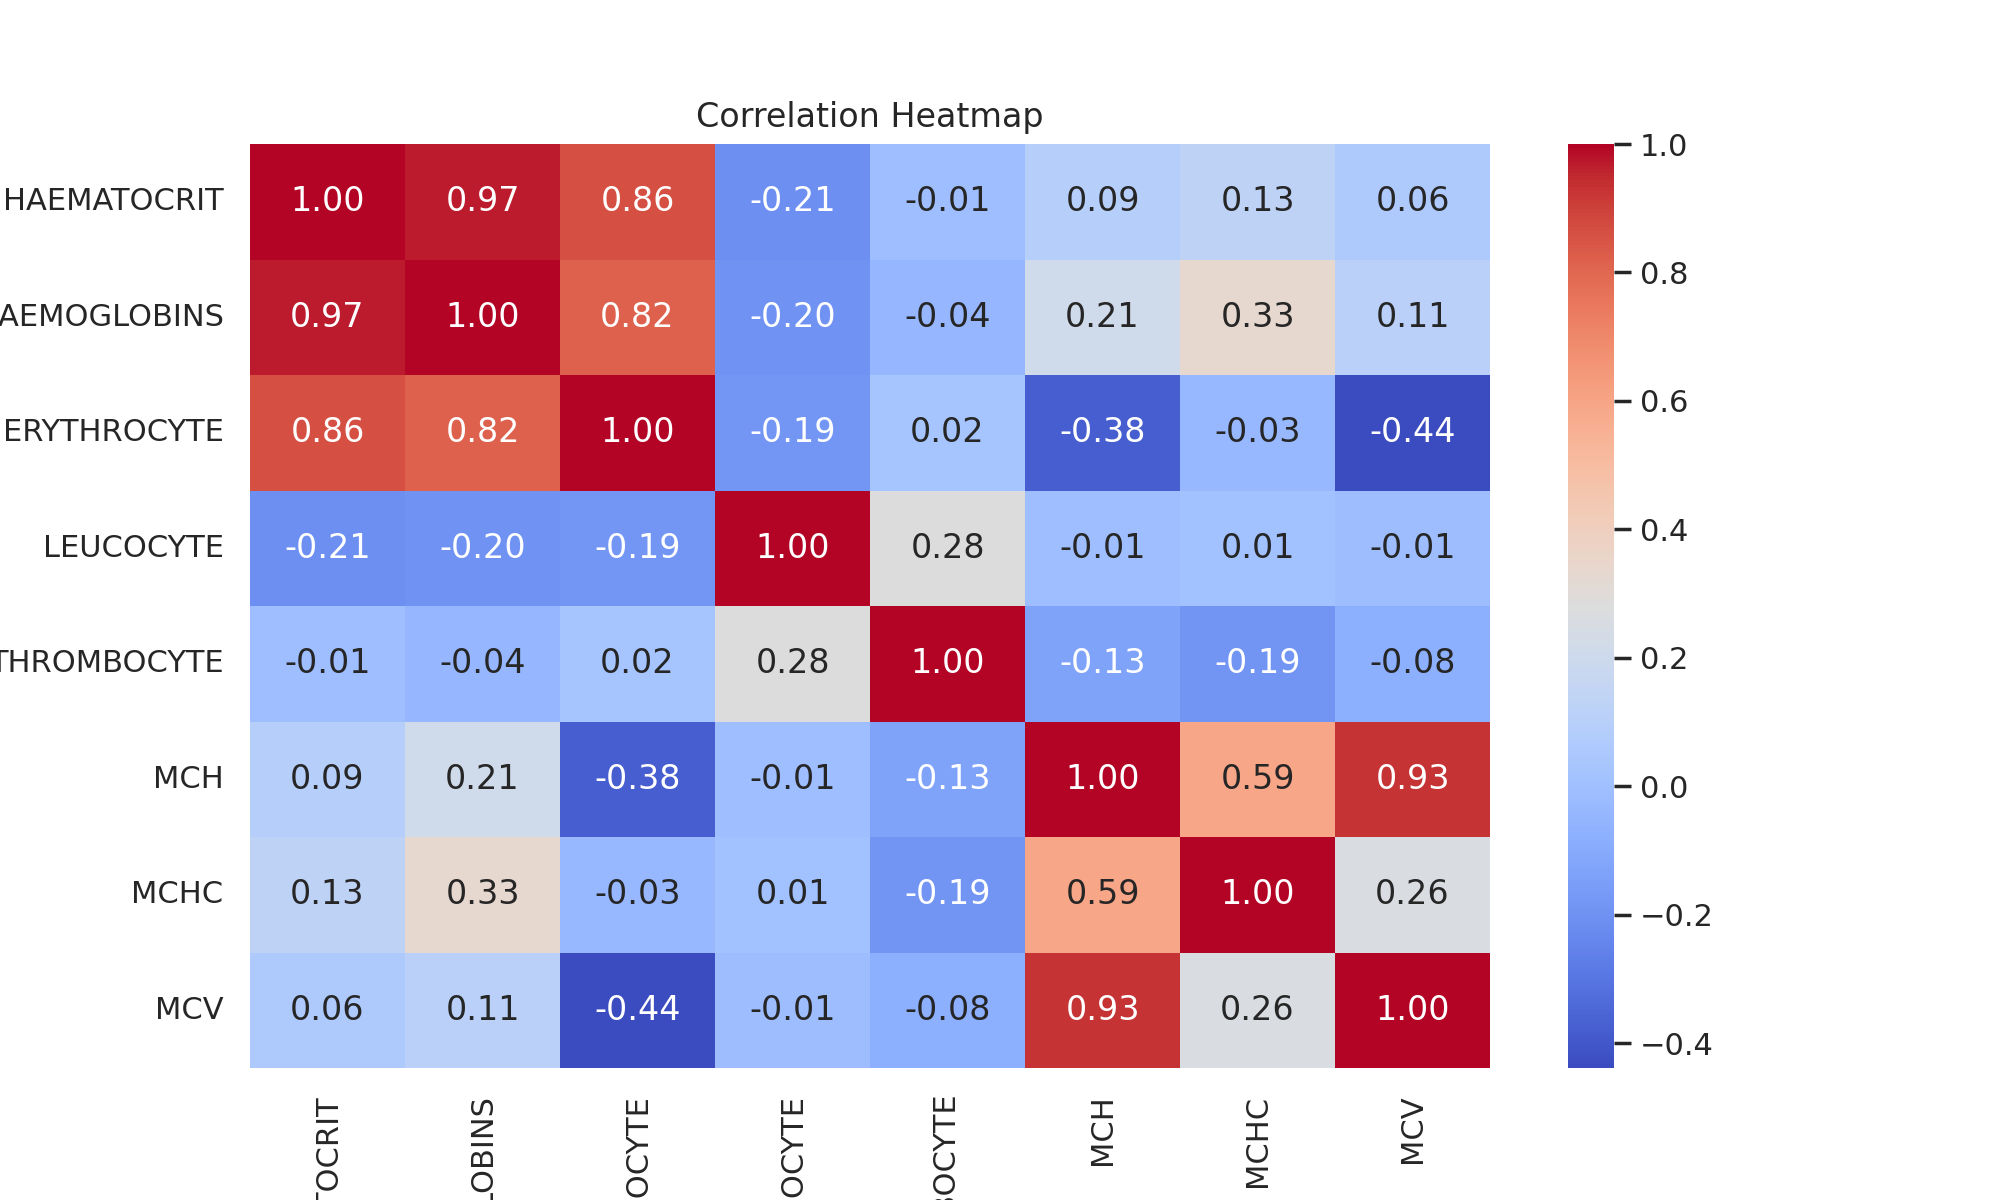 Correlation Heatmap
HAEMATOCRIT 1.00 0.97 0.86 -0.21 -0.01 0.09 0.13 0.06
AEMOGLOBINS 0.97 1.00 0.82 -0.20 -0.04 0.21 0.33 0.11
ERYTHROCYTE 0.86 0.82 1.00 -0.19 0.02 -0.38 -0.03 -0.44
LEUCOCYTE -0.21 -0.20 -0.19 1.00 0.28 -0.01 0.01 -0.01
THROMBOCYTE -0.01 -0.04 0.02 0.28 1.00 -0.13 -0.19 -0.08
MCH 0.09 0.21 -0.38 -0.01 -0.13 1.00 0.59 0.93
MCHC 0.13 0.33 -0.03 0.01 -0.19 0.59 1.00 0.26
MCV 0.06 0.11 -0.44 -0.01 -0.08 0.93 0.26 1.00
TOCRIT
LOBINS
OCYTE
OCYTE
BOCYTE
MCH
MCHC
MCV
1.0
0.8
0.6
0.4
0.2
0.0
−0.2
−0.4